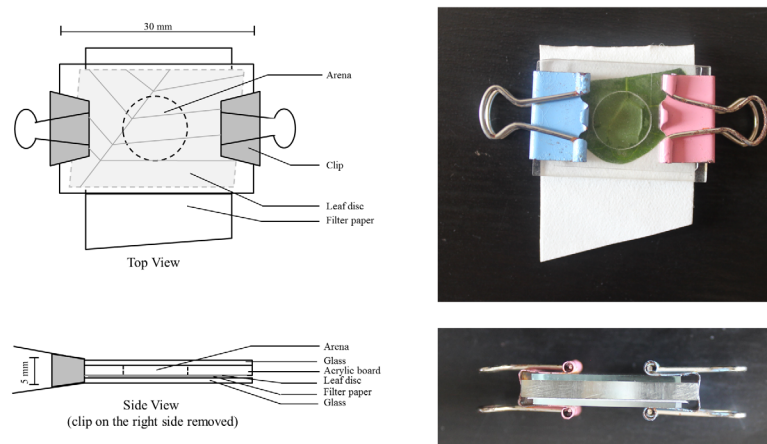 30 mm
Arena
Clip
Leaf disc
Filter paper
Top View
Arena
Glass
Acrylic board
Leaf disc
Filter paper
Glass
5 mm
Side View
(clip on the right side removed)